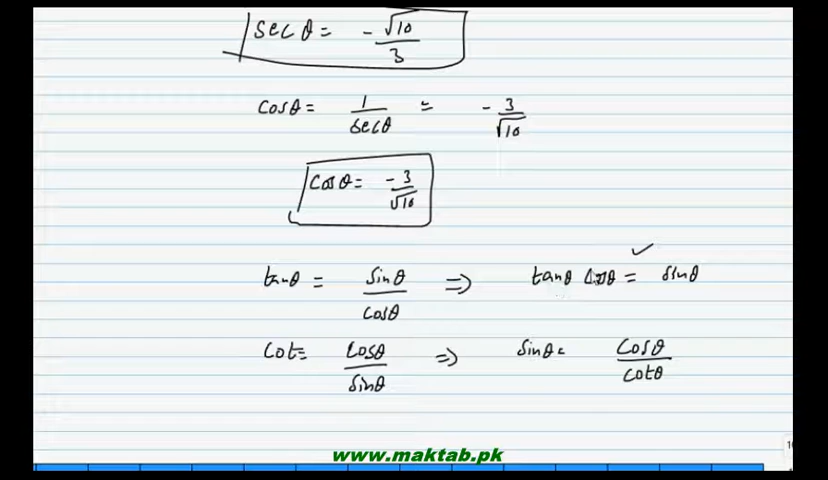 secθ = - √10/3
cosθ = 1/secθ = - 3/√10
cosθ = - 3/√10
tanθ = sinθ/cosθ ⇒ tanθ cosθ = sinθ
cot = cosθ/sinθ ⇒ sinθ = cosθ/cotθ
www.maktab.pk